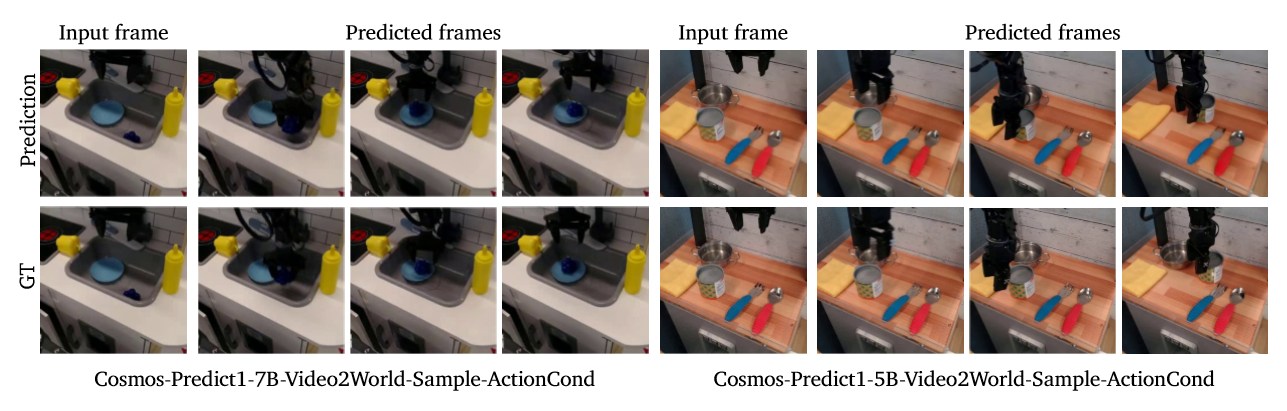 Input frame
Predicted frames
Input frame
Predicted frames
Prediction
GT
Cosmos-Predict1-7B-Video2World-Sample-ActionCond
Cosmos-Predict1-5B-Video2World-Sample-ActionCond